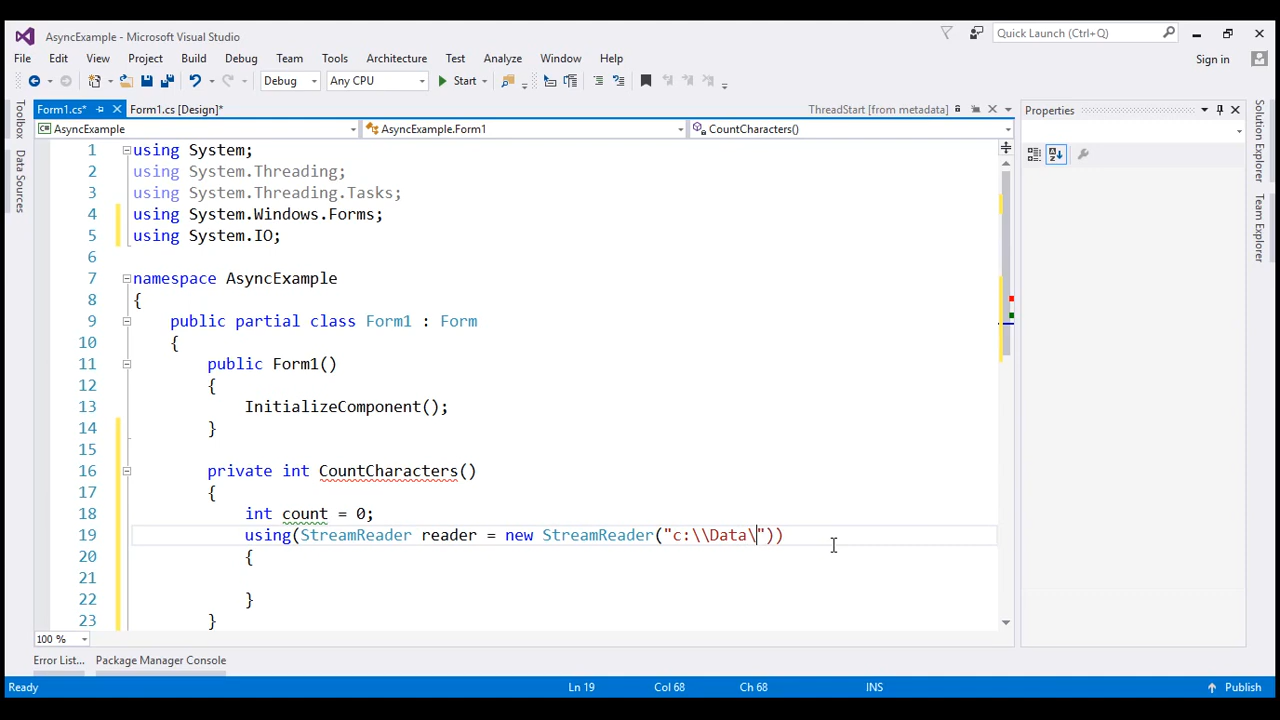 AsyncExample - Microsoft Visual Studio
Quick Launch (Ctrl+Q)
File Edit View Project Build Debug Team Tools Architecture Test Analyze Window Help
Sign in
Debug Any CPU Start
Form1.cs* Form1.cs [Design]* ThreadStart [from metadata]
Properties
AsyncExample AsyncExample.Form1 CountCharacters()
Toolbox
Data Sources
Solution Explorer
Team Explorer
1 using System;
2 using System.Threading;
3 using System.Threading.Tasks;
4 using System.Windows.Forms;
5 using System.IO;
6
7 namespace AsyncExample
8 {
9 public partial class Form1 : Form
10 {
11 public Form1()
12 {
13 InitializeComponent();
14 }
15
16 private int CountCharacters()
17 {
18 int count = 0;
19 using(StreamReader reader = new StreamReader("c:\\Data\"))
20 {
21
22 }
23 }
100 %
Error List... Package Manager Console
Ready Ln 19 Col 68 Ch 68 INS Publish